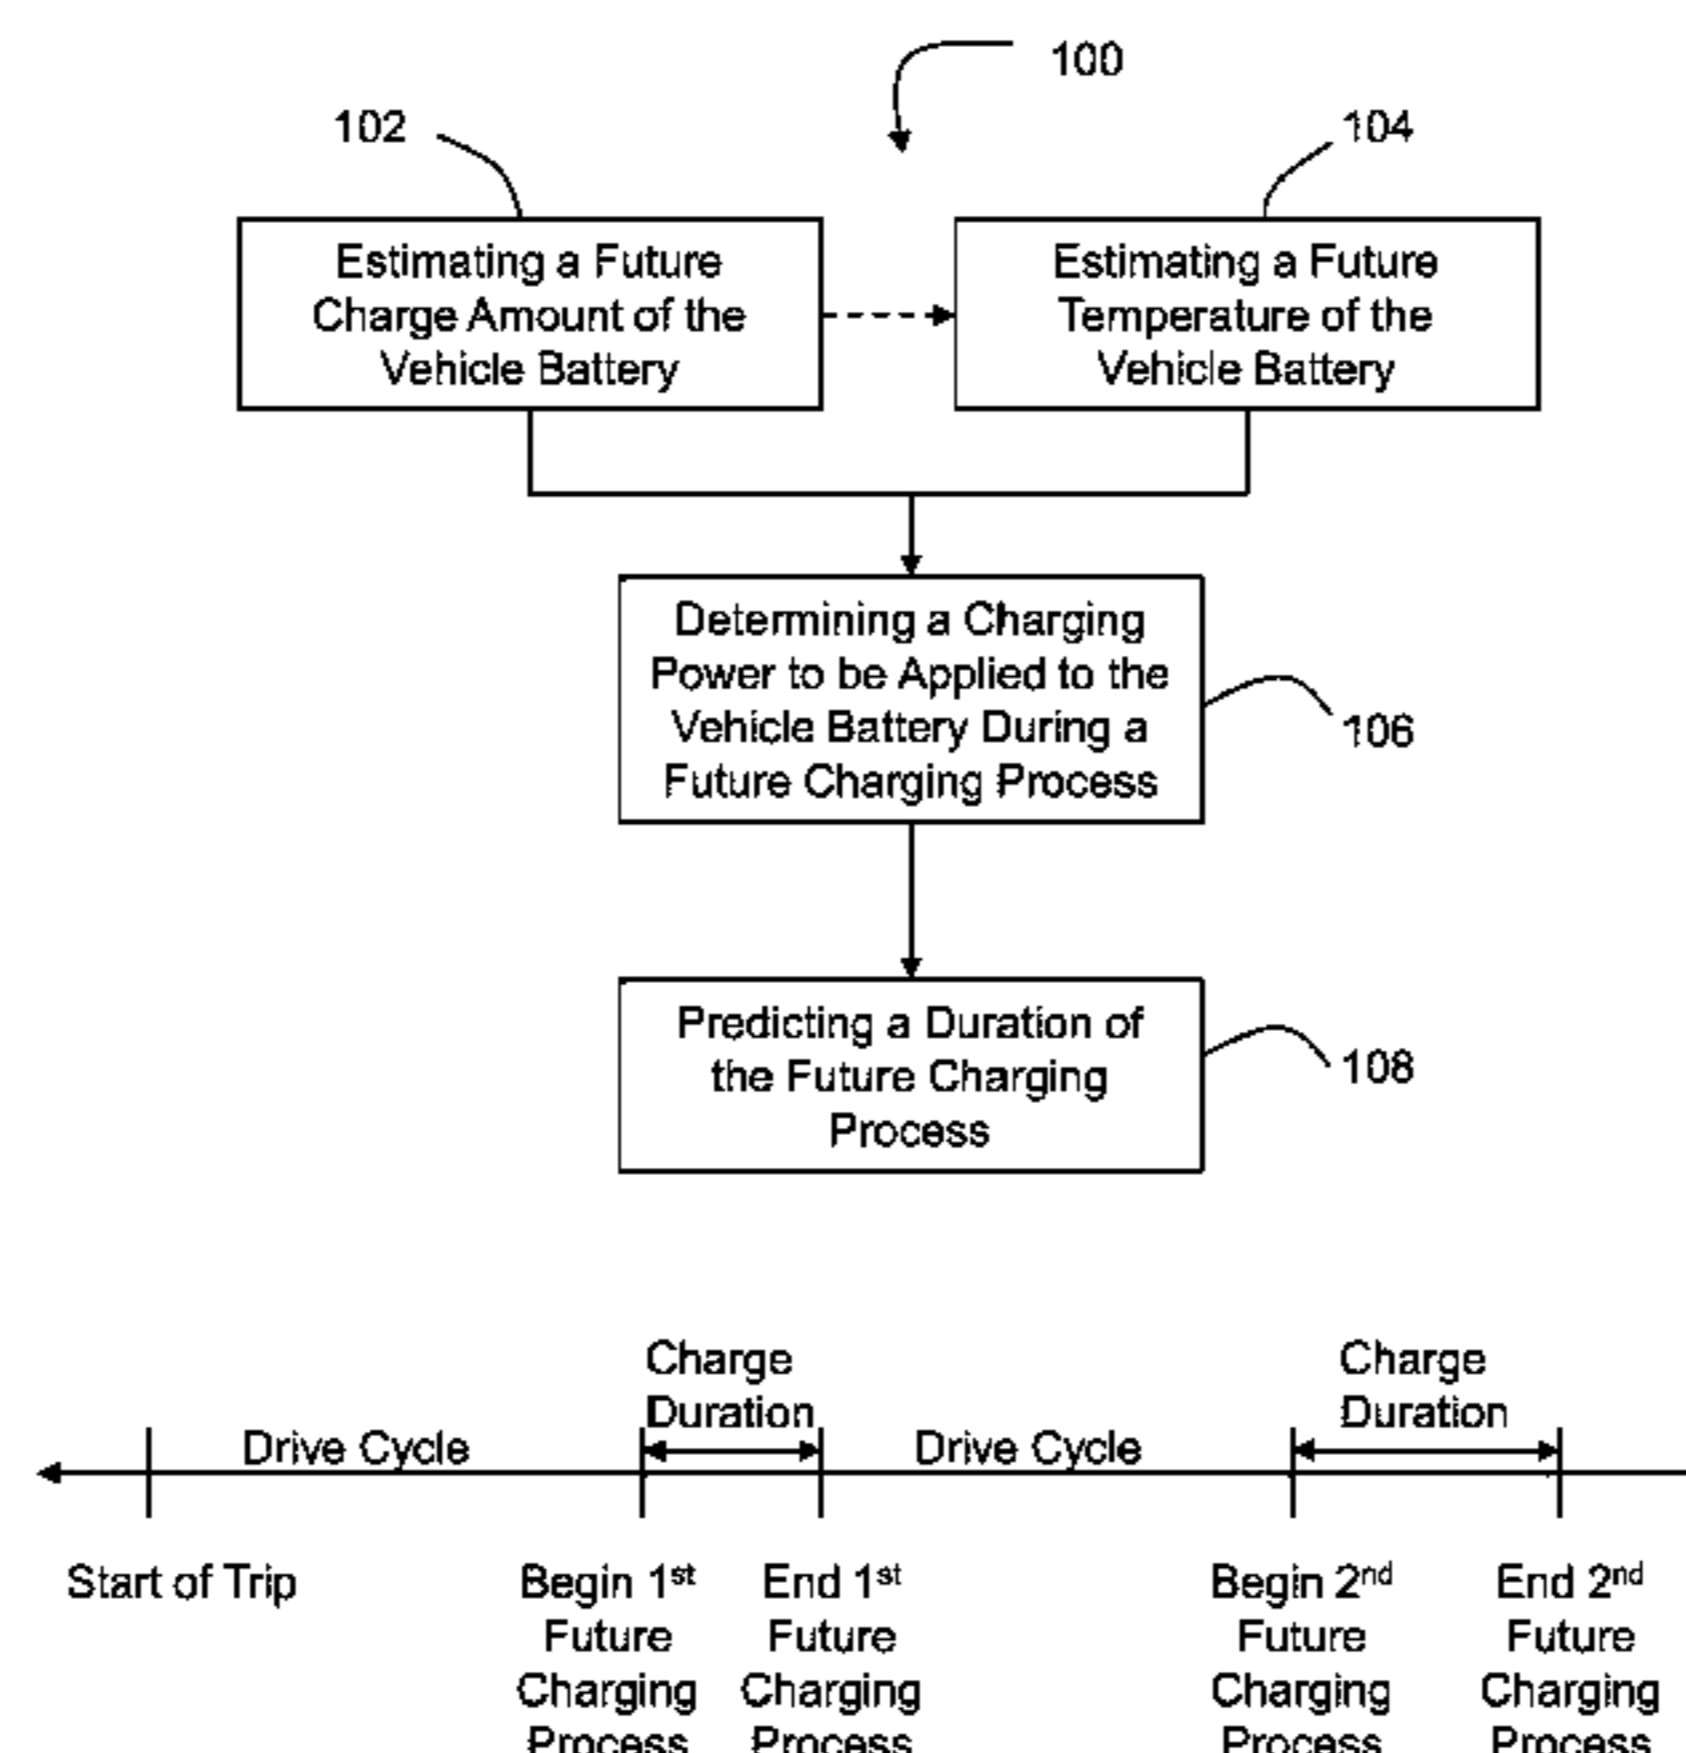 100
102
104
Estimating a Future
Charge Amount of the
Vehicle Battery
Estimating a Future
Temperature of the
Vehicle Battery
Determining a Charging
Power to be Applied to the
Vehicle Battery During a
Future Charging Process
106
Predicting a Duration of
the Future Charging
Process
108
Charge
Duration
Charge
Duration
Drive Cycle
Drive Cycle
Start of Trip
Begin 1st
Future
Charging
Process
End 1st
Future
Charging
Process
Begin 2nd
Future
Charging
Process
End 2nd
Future
Charging
Process